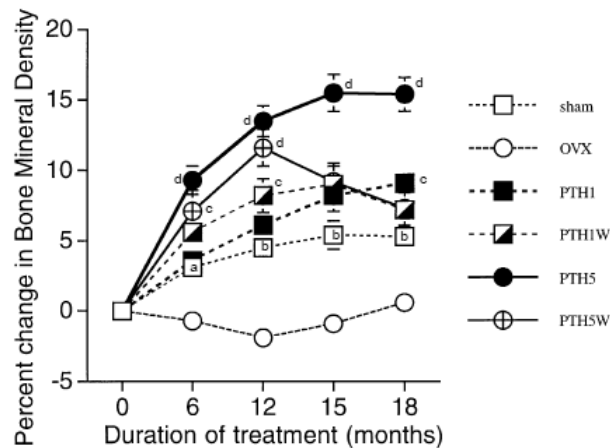 Percent change in Bone Mineral Density
20
15
10
5
0
-5
d
d
d
d
d
c
c
c
a
b
b
b
0
6
12
15
18
Duration of treatment (months)
sham
OVX
PTH1
PTH1W
PTH5
PTH5W